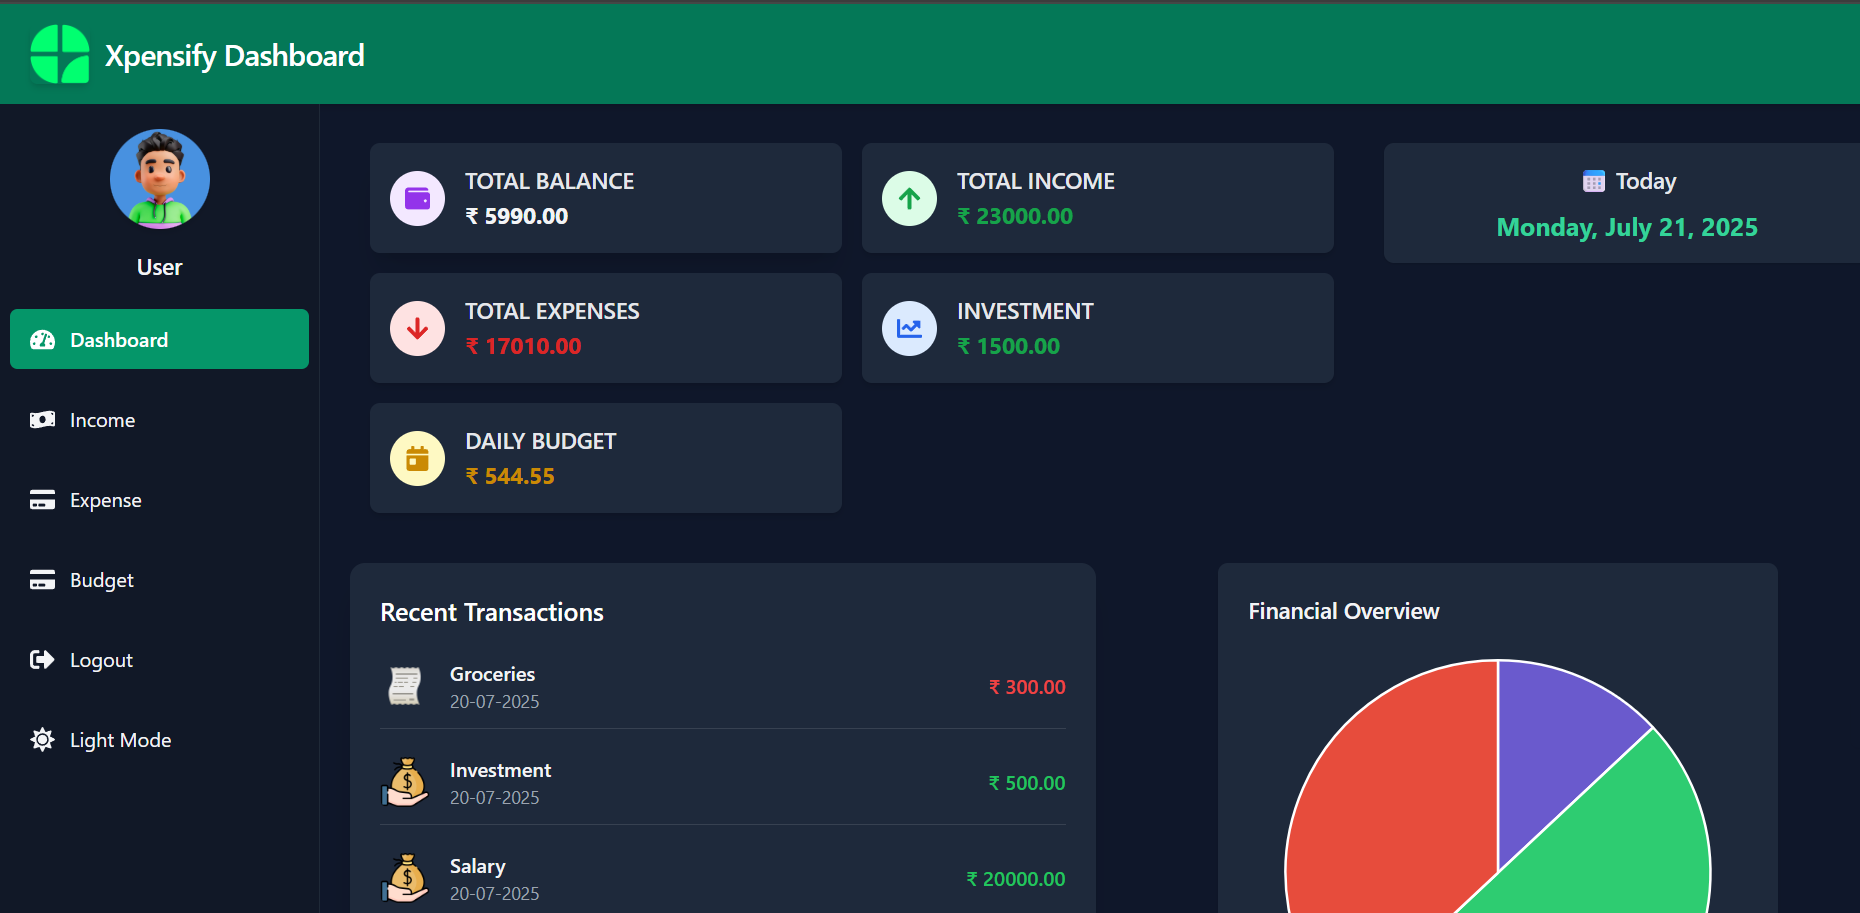 Xpensify Dashboard
User
Dashboard
Income
Expense
Budget
Logout
Light Mode
TOTAL BALANCE
₹ 5990.00
TOTAL INCOME
₹ 23000.00
Today
Monday, July 21, 2025
TOTAL EXPENSES
₹ 17010.00
INVESTMENT
₹ 1500.00
DAILY BUDGET
₹ 544.55
Recent Transactions
Groceries
20-07-2025
₹ 300.00
Investment
20-07-2025
₹ 500.00
Salary
20-07-2025
₹ 20000.00
Financial Overview